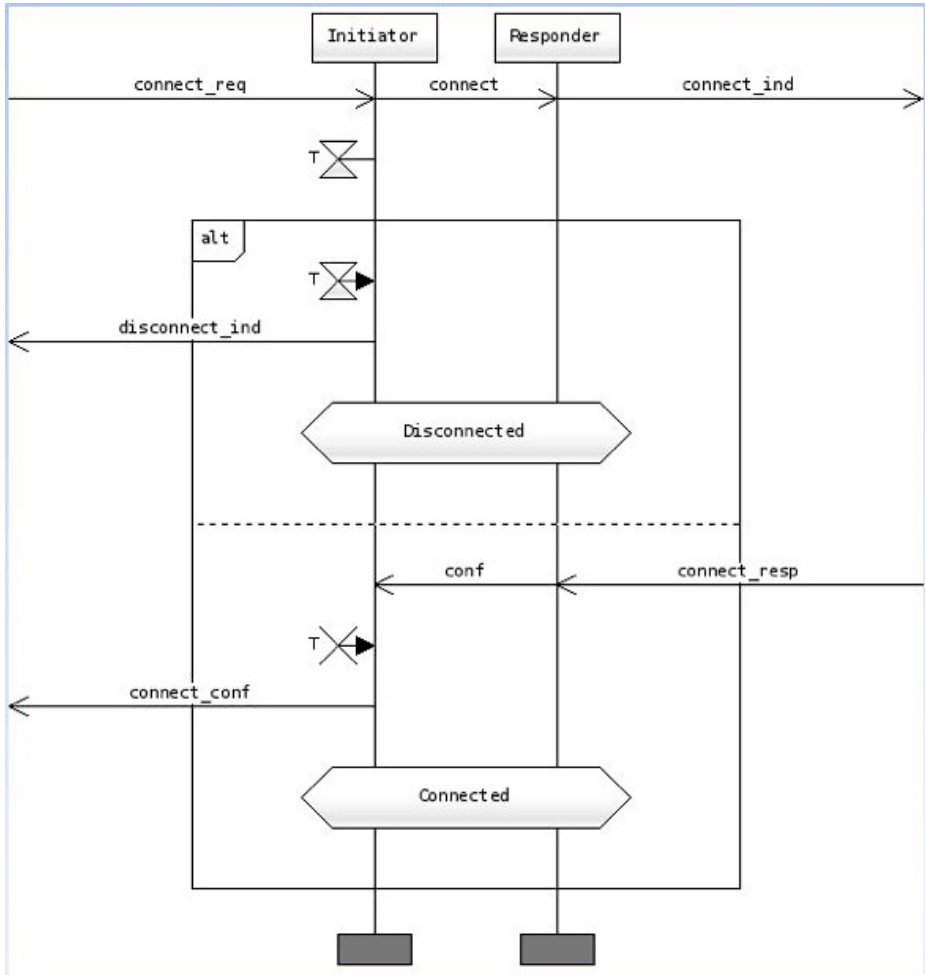 Initiator
Responder
connect_req
connect
connect_ind
T
alt
T
disconnect_ind
Disconnected
conf
connect_resp
T
connect_conf
Connected